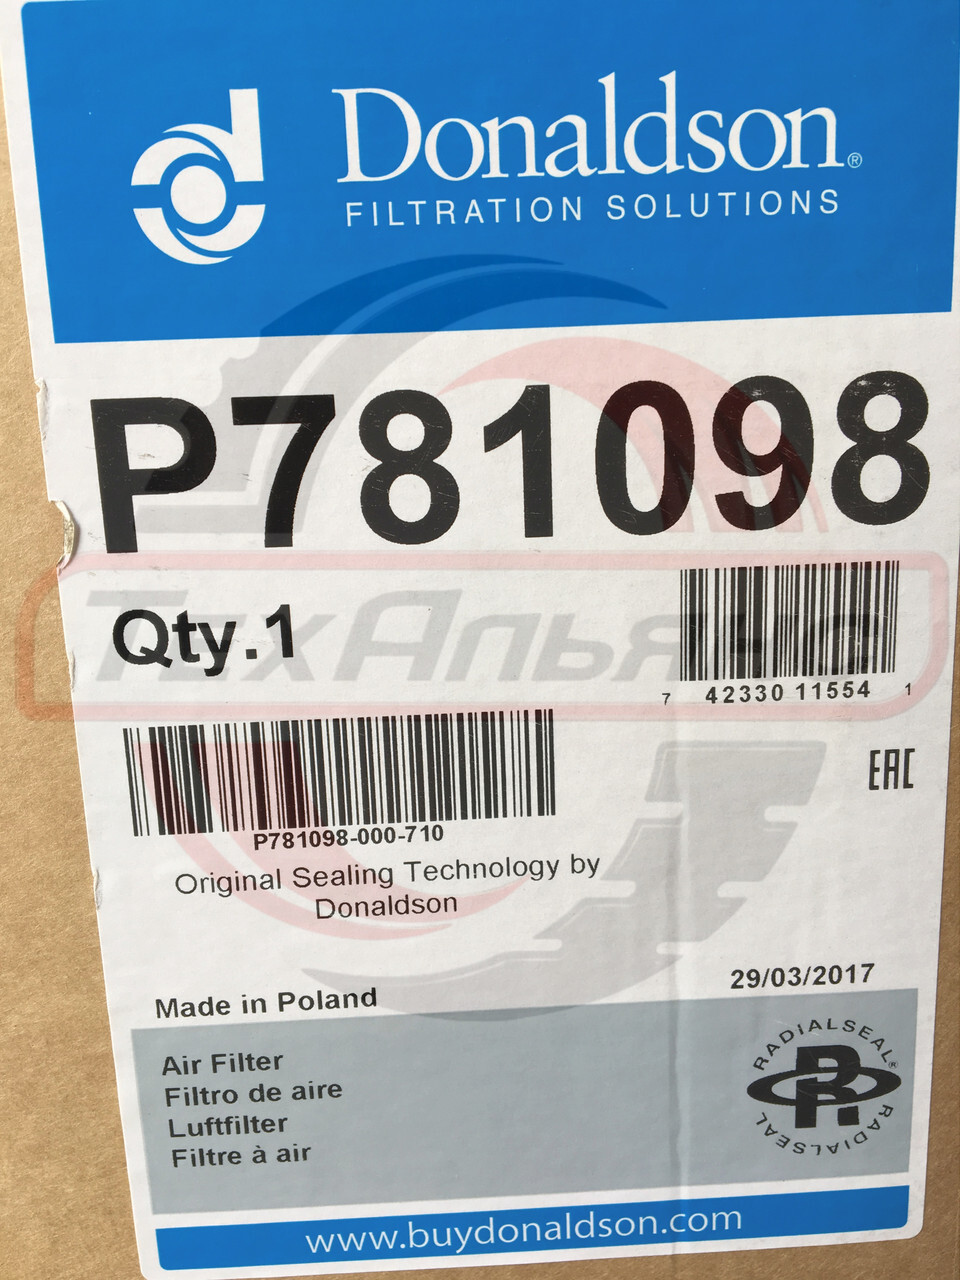 Donaldson®
FILTRATION SOLUTIONS
P781098
Qty.1
ТехАльянс
7 42330 11554 1
EAC
P781098-000-710
Original Sealing Technology by
Donaldson
29/03/2017
Made in Poland
Air Filter
Filtro de aire
Luftfilter
Filtre à air
RADIALSEAL®
RADIALSEAL
www.buydonaldson.com